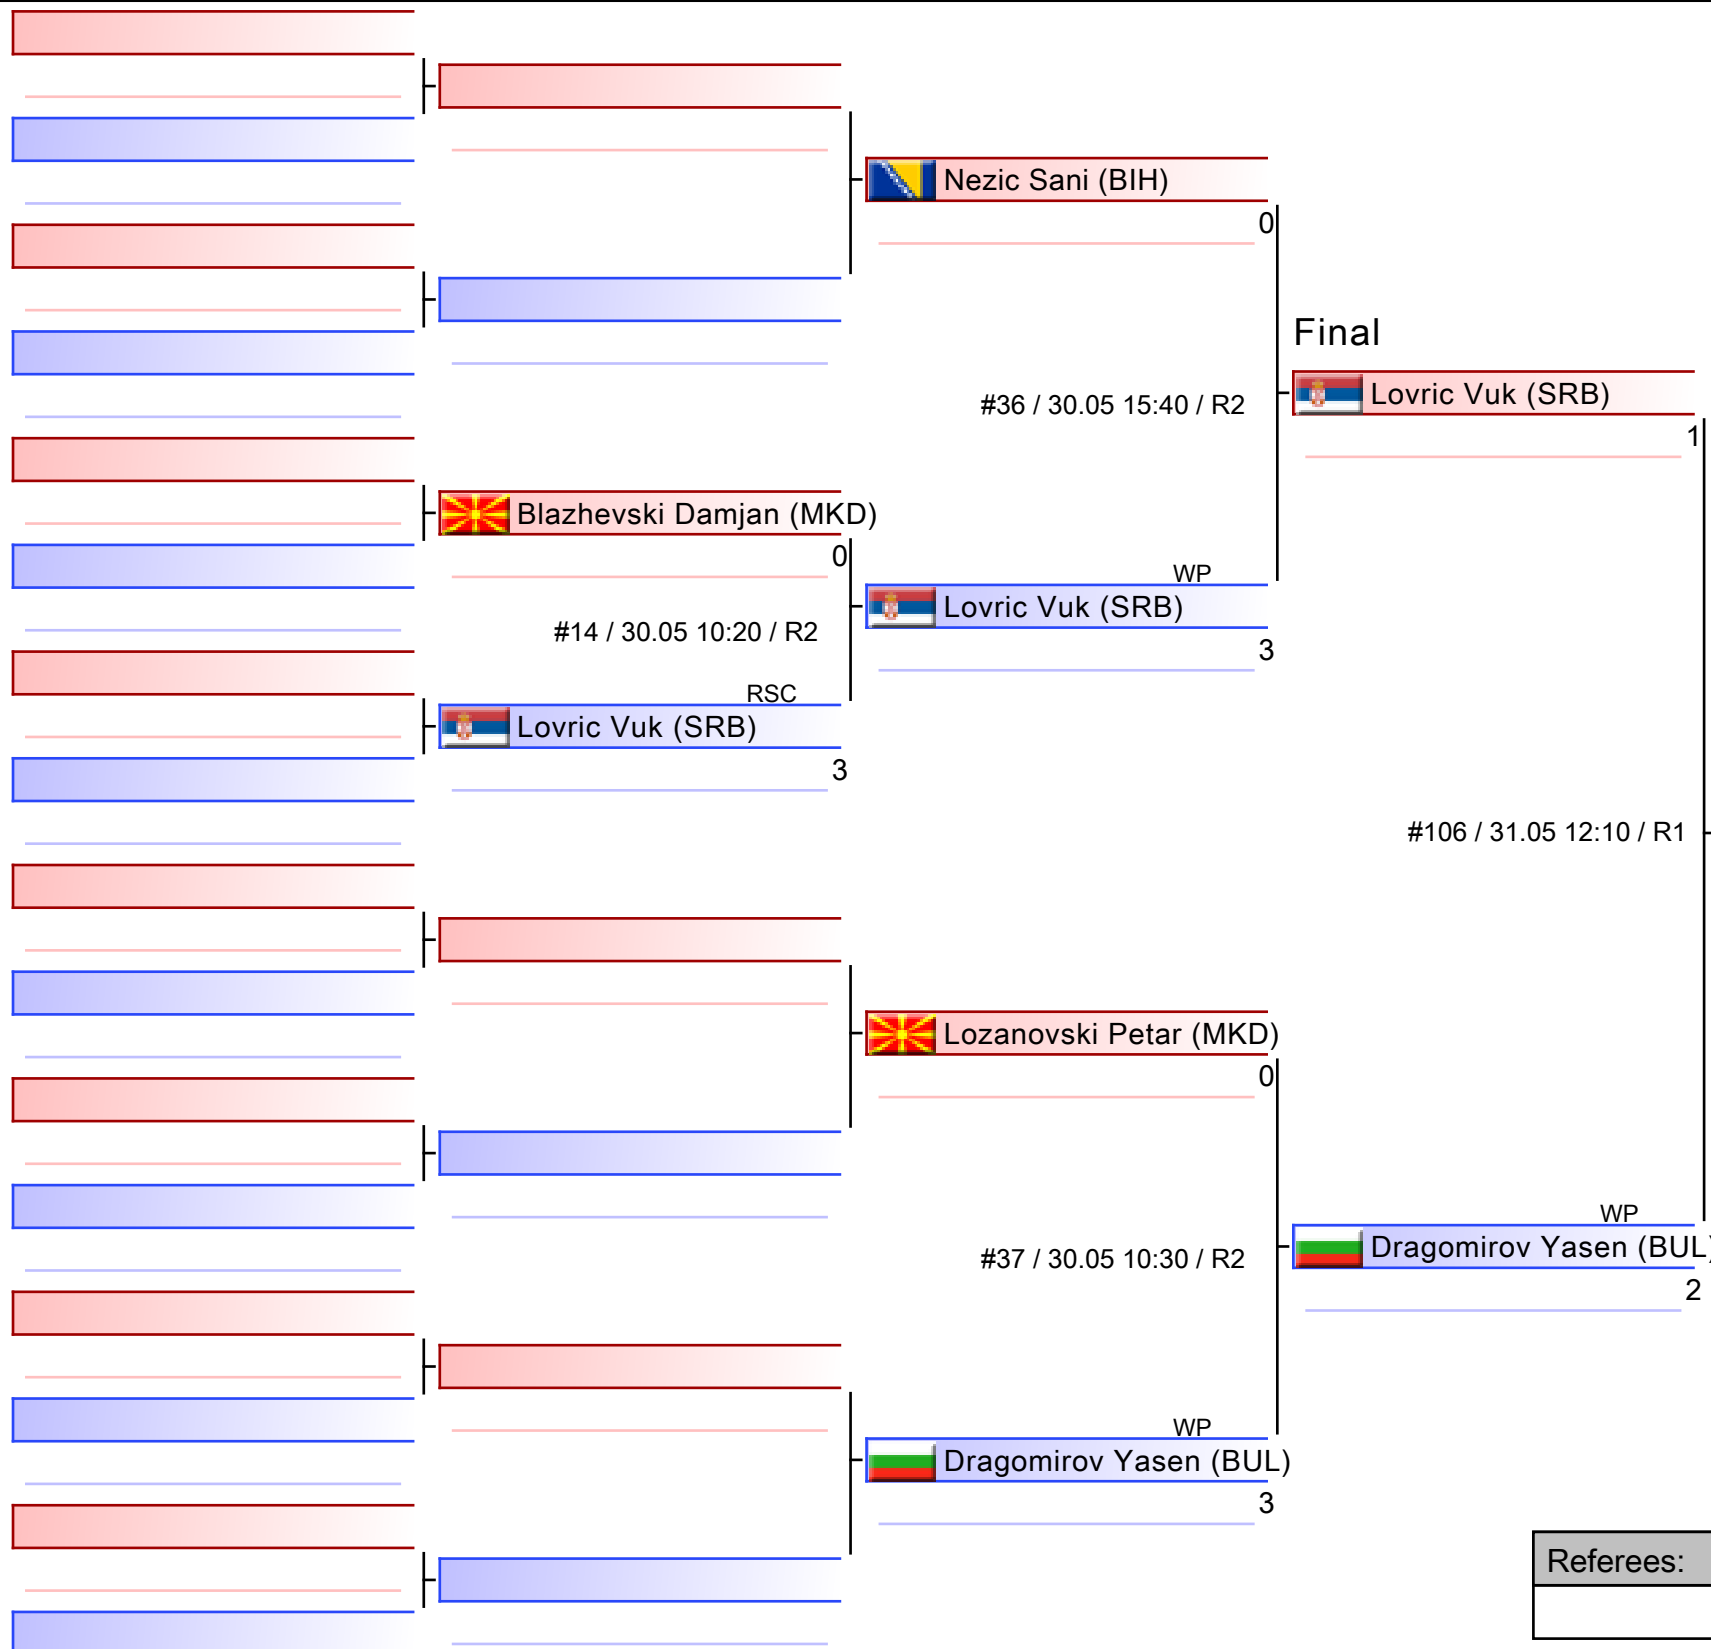 Nezic Sani (BIH)
0
Final
#36 / 30.05 15:40 / R2
Lovric Vuk (SRB)
1
Blazhevski Damjan (MKD)
0
WP
Lovric Vuk (SRB)
#14 / 30.05 10:20 / R2
3
RSC
Lovric Vuk (SRB)
3
#106 / 31.05 12:10 / R1
Lozanovski Petar (MKD)
0
WP
Dragomirov Yasen (BUL)
#37 / 30.05 10:30 / R2
2
WP
Dragomirov Yasen (BUL)
3
Referees: